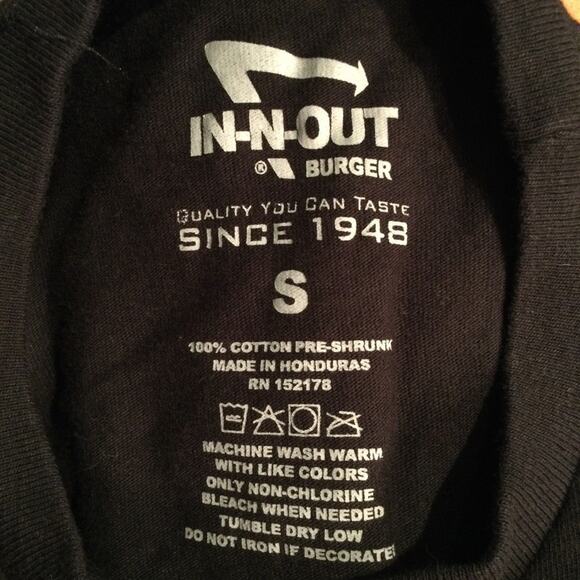 IN-N-OUT
® BURGER
QUALITY YOU CAN TASTE
SINCE 1948
S
100% COTTON PRE-SHRUNK
MADE IN HONDURAS
RN 152178
MACHINE WASH WARM
WITH LIKE COLORS
ONLY NON-CHLORINE
BLEACH WHEN NEEDED
TUMBLE DRY LOW
DO NOT IRON IF DECORATED